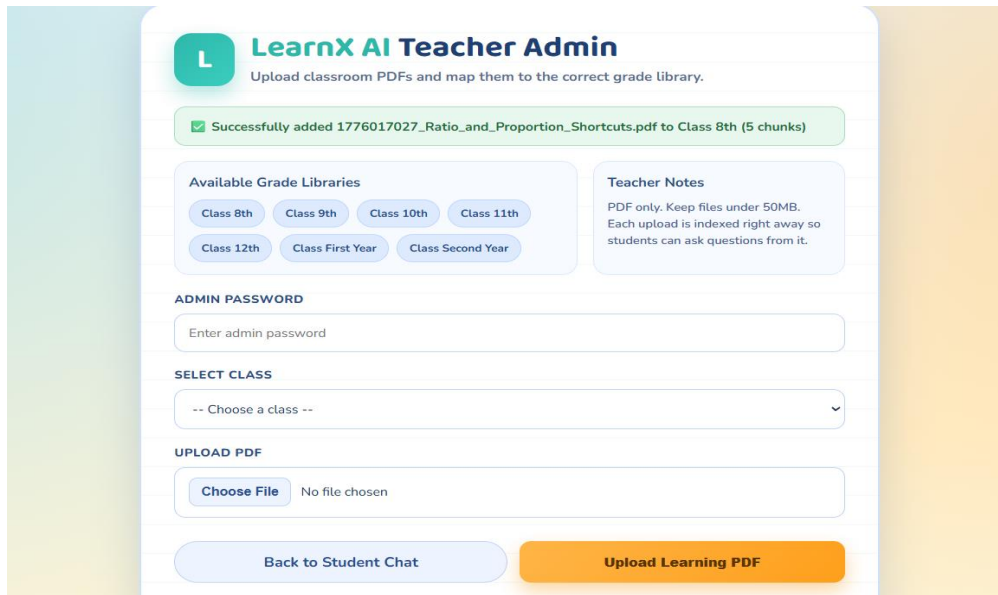 L
LearnX AI Teacher Admin
Upload classroom PDFs and map them to the correct grade library.
✅ Successfully added 1776017027_Ratio_and_Proportion_Shortcuts.pdf to Class 8th (5 chunks)
Available Grade Libraries
Class 8th Class 9th Class 10th Class 11th
Class 12th Class First Year Class Second Year
Teacher Notes
PDF only. Keep files under 50MB.
Each upload is indexed right away so
students can ask questions from it.
ADMIN PASSWORD
Enter admin password
SELECT CLASS
-- Choose a class --
UPLOAD PDF
Choose File No file chosen
Back to Student Chat Upload Learning PDF